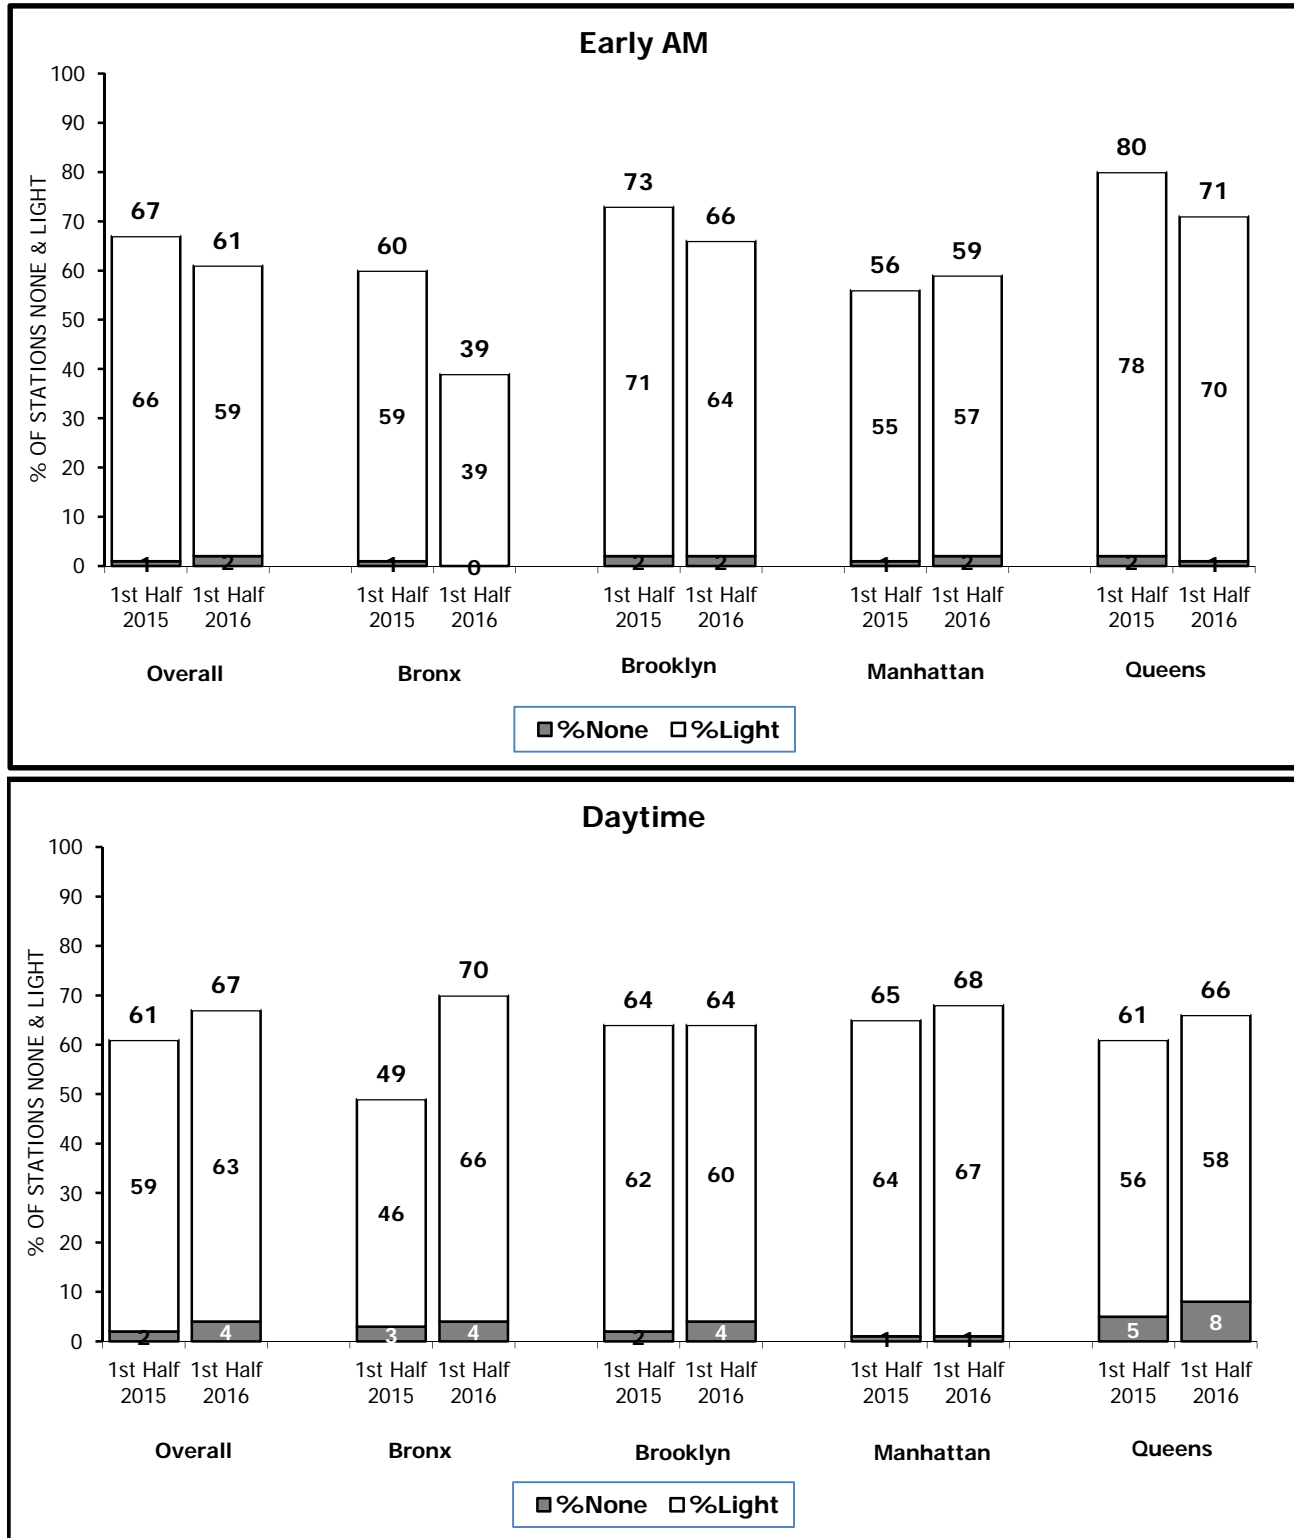 Early AM
% OF STATIONS NONE & LIGHT
100
90
80
70
60
50
40
30
20
10
0
67 61 60 39 73 66 56 59 80 71
66 59 59 39 71 64 55 57 78 70
1 2 1 0 2 2 1 2 2 1
1st Half 1st Half 1st Half 1st Half 1st Half 1st Half 1st Half 1st Half 1st Half 1st Half
2015 2016 2015 2016 2015 2016 2015 2016 2015 2016
Overall Bronx Brooklyn Manhattan Queens
%None %Light
Daytime
% OF STATIONS NONE & LIGHT
100
90
80
70
60
50
40
30
20
10
0
61 67 49 70 64 64 65 68 61 66
59 63 46 66 62 60 64 67 56 58
2 4 3 4 2 4 1 1 5 8
1st Half 1st Half 1st Half 1st Half 1st Half 1st Half 1st Half 1st Half 1st Half 1st Half
2015 2016 2015 2016 2015 2016 2015 2016 2015 2016
Overall Bronx Brooklyn Manhattan Queens
%None %Light